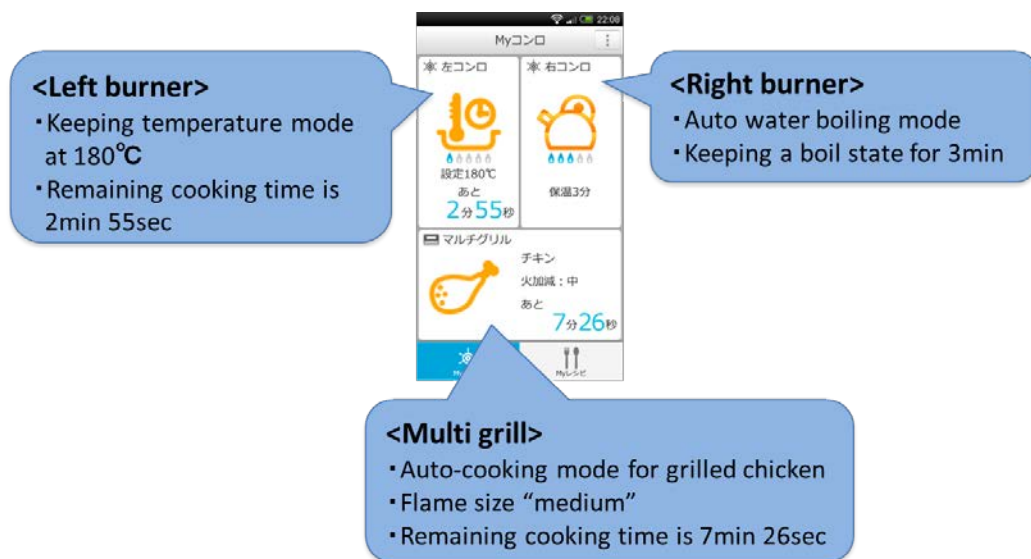 22:08
Myコンロ
左コンロ
右コンロ
設定180℃
あと
2分55秒
保温3分
マルチグリル
チキン
火加減：中
あと
7分26秒
Myレシピ
<Left burner>
・Keeping temperature mode
at 180℃
・Remaining cooking time is
2min 55sec
<Right burner>
・Auto water boiling mode
・Keeping a boil state for 3min
<Multi grill>
・Auto-cooking mode for grilled chicken
・Flame size “medium”
・Remaining cooking time is 7min 26sec